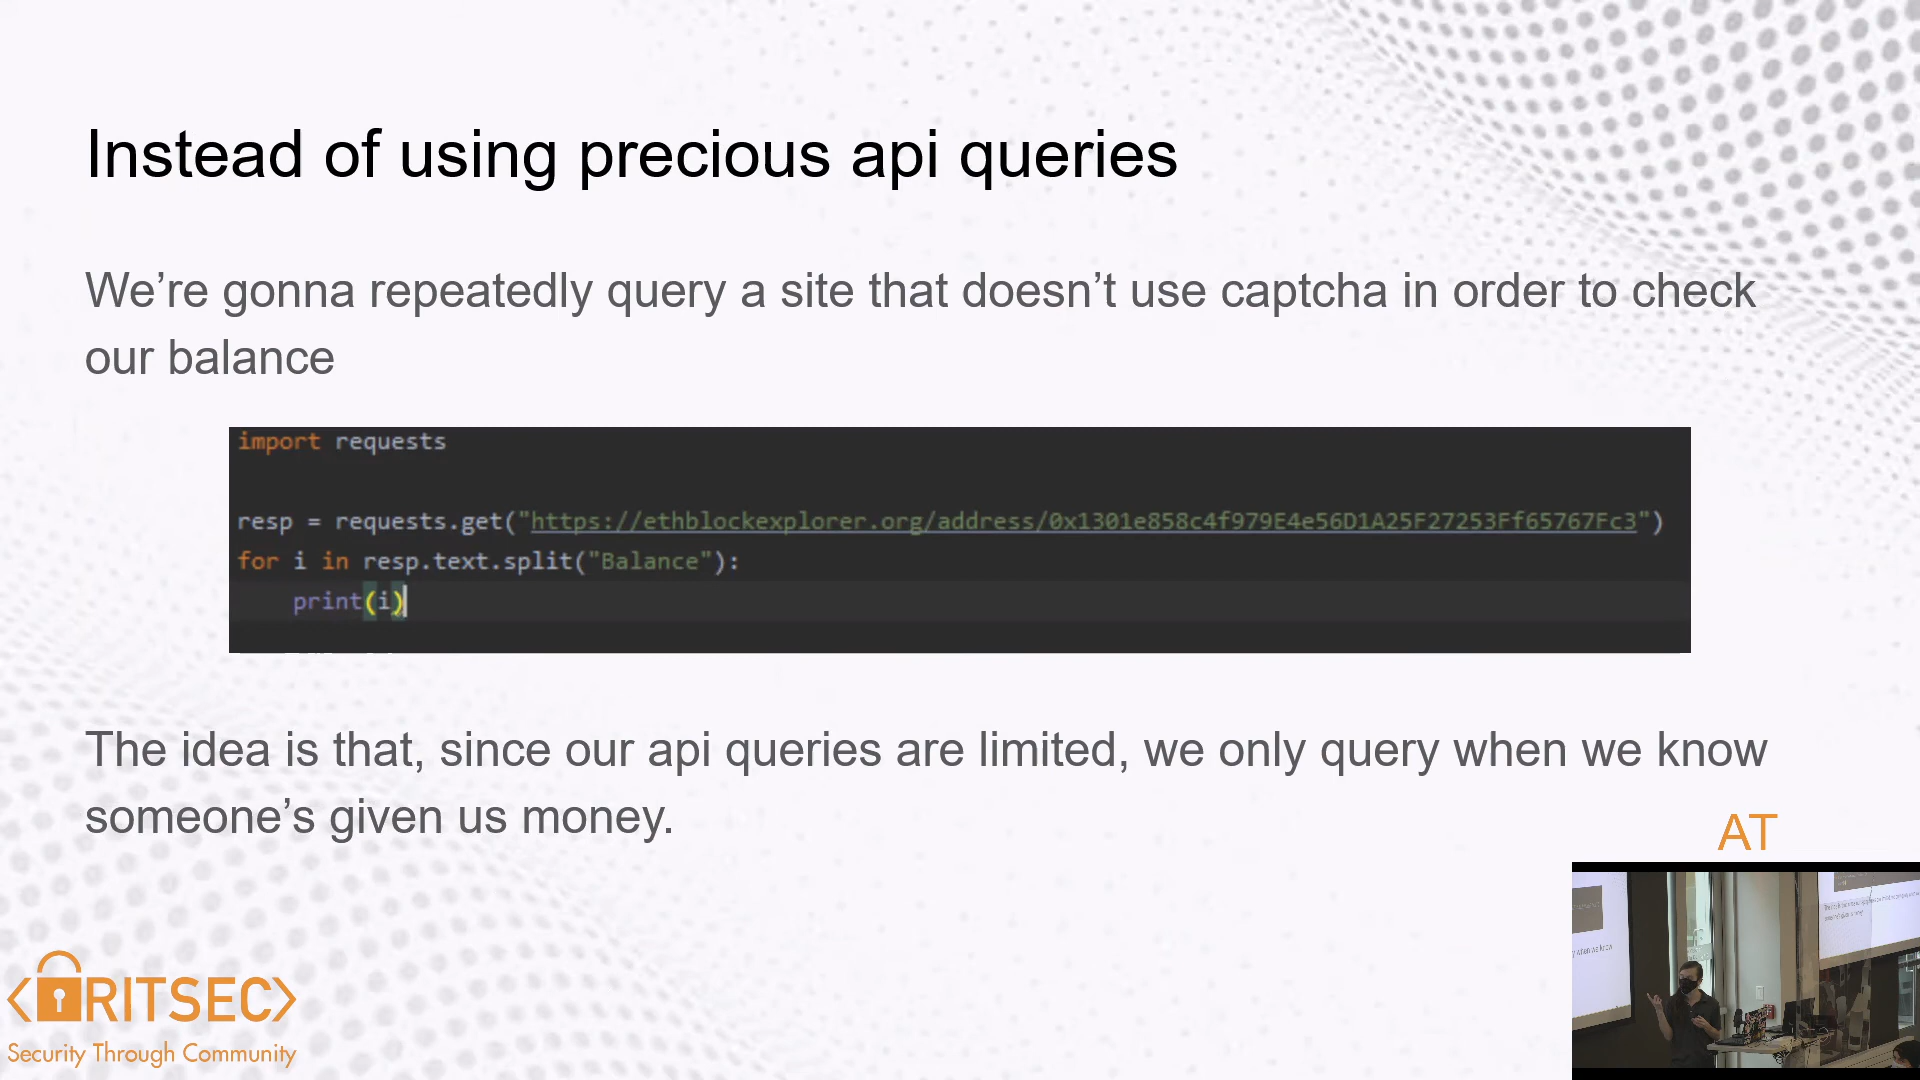 Instead of using precious api queries
We’re gonna repeatedly query a site that doesn’t use captcha in order to check
our balance
import requests
resp = requests.get("https://ethblockexplorer.org/address/0x1301e858c4f979E4e56D1A25F27253Ff65767Fc3")
for i in resp.text.split("Balance"):
print(i)
The idea is that, since our api queries are limited, we only query when we know
someone’s given us money.
AT
<RITSEC>
Security Through Community